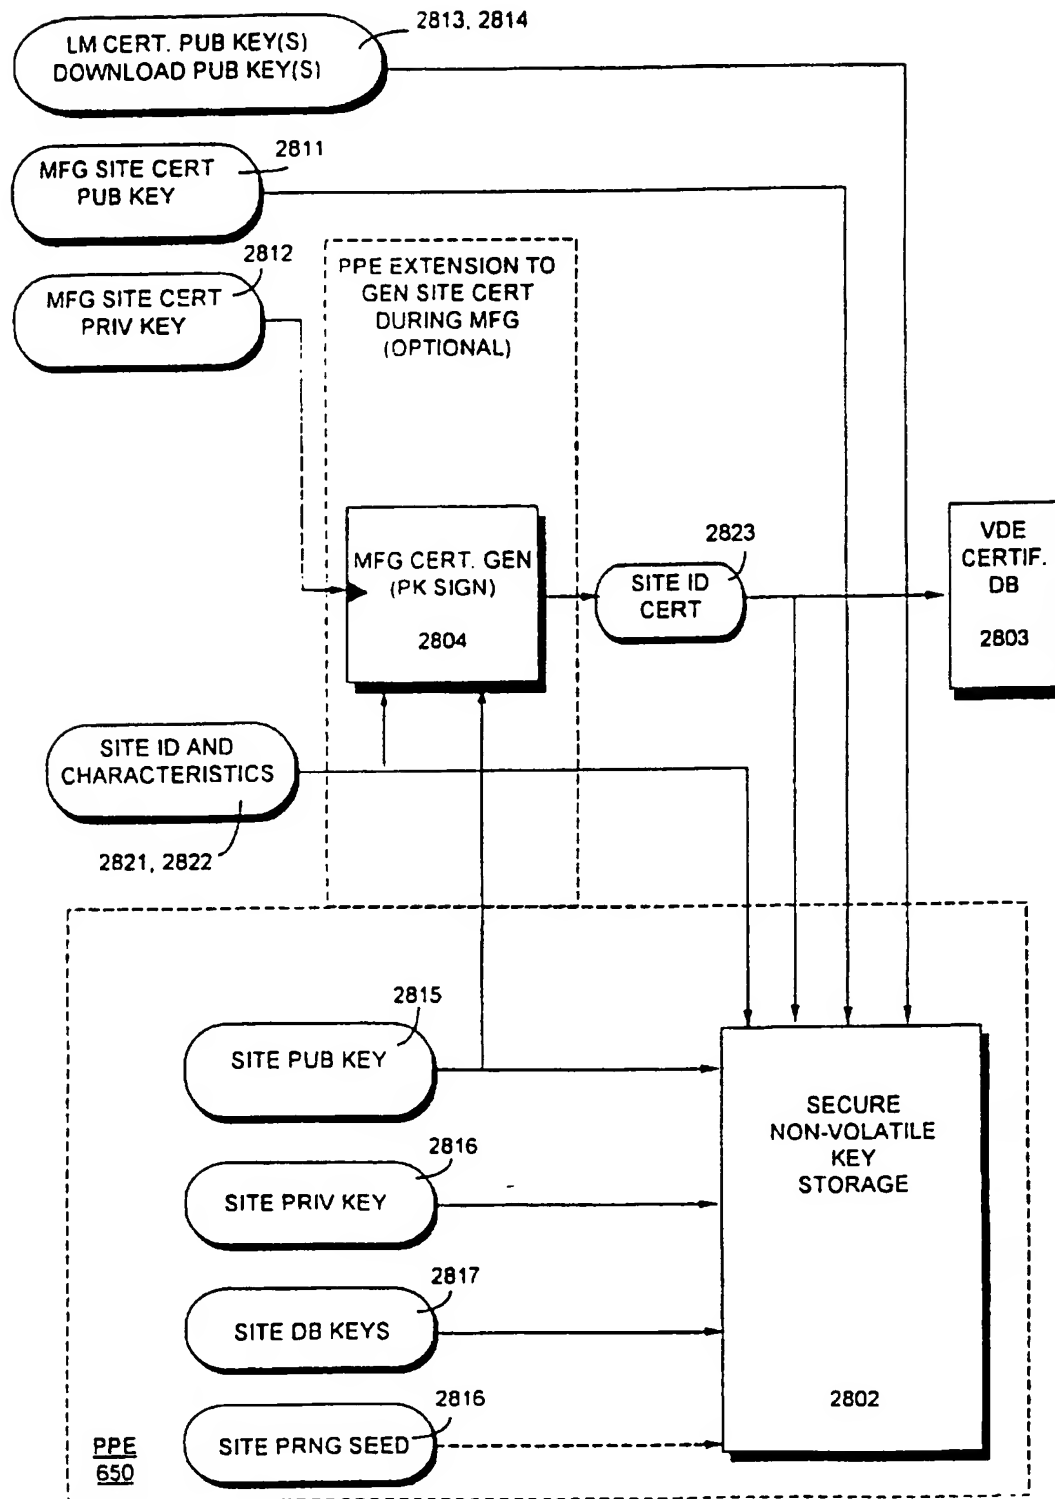 2813, 2814
LM CERT. PUB KEY(S)
DOWNLOAD PUB KEY(S)
2811
MFG SITE CERT
PUB KEY
2812
MFG SITE CERT
PRIV KEY
PPE EXTENSION TO
GEN SITE CERT
DURING MFG
(OPTIONAL)
MFG CERT. GEN
(PK SIGN)
2804
2823
SITE ID
CERT
VDE
CERTIF.
DB
2803
SITE ID AND
CHARACTERISTICS
2821, 2822
2815
SITE PUB KEY
2816
SITE PRIV KEY
2817
SITE DB KEYS
2816
SITE PRNG SEED
SECURE
NON-VOLATILE
KEY
STORAGE
2802
PPE
650